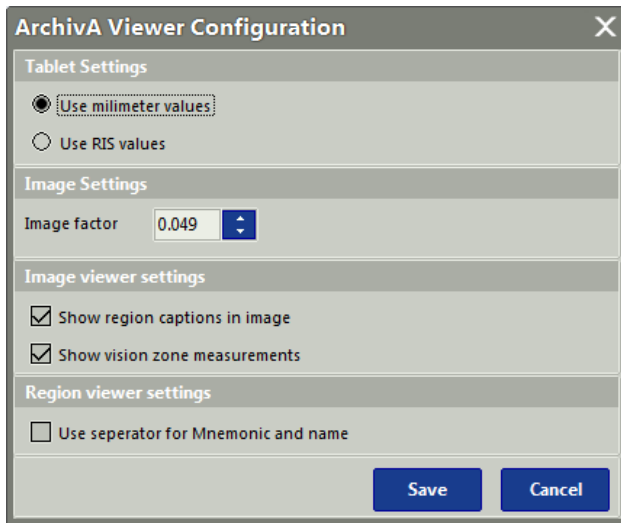 ArchivA Viewer Configuration
Tablet Settings
Use milimeter values
Use RIS values
Image Settings
Image factor 0.049
Image viewer settings
Show region captions in image
Show vision zone measurements
Region viewer settings
Use seperator for Mnemonic and name
Save Cancel